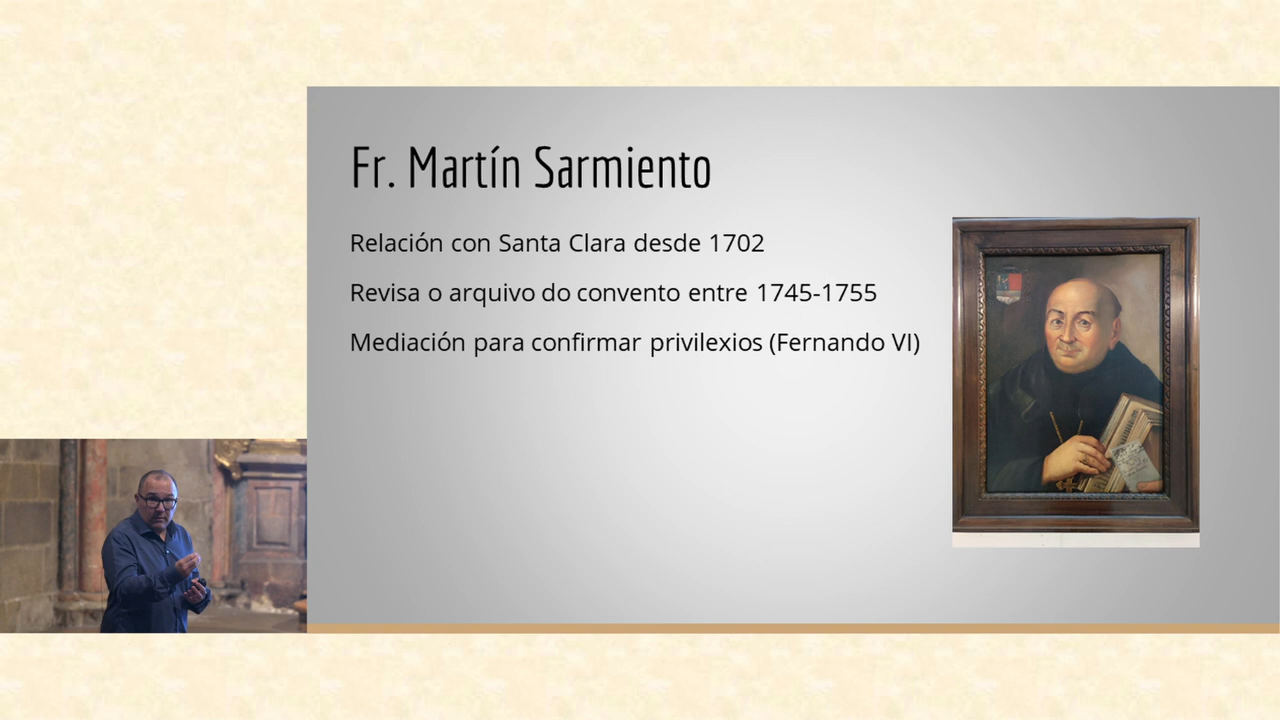 Fr. Martín Sarmiento
Relación con Santa Clara desde 1702
Revisa o arquivo do convento entre 1745-1755
Mediación para confirmar privilexios (Fernando VI)